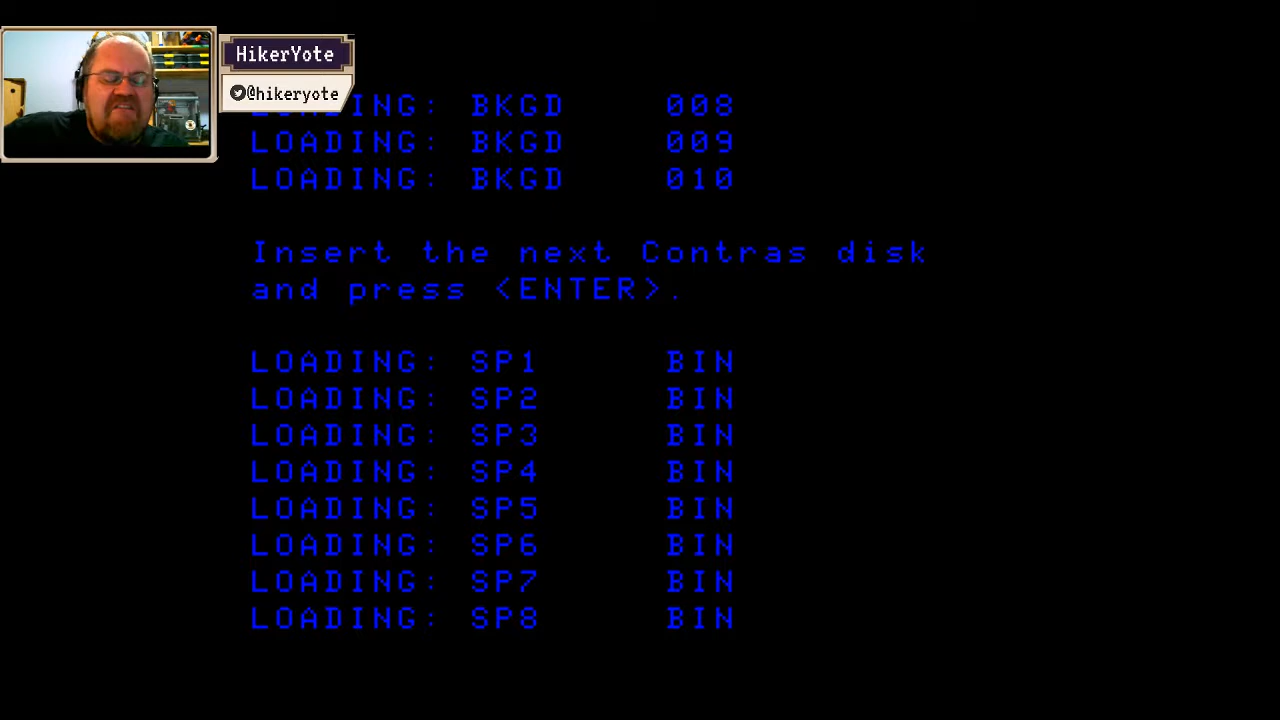 HikerYote
@hikeryote
LOADING: BKGD 008
LOADING: BKGD 009
LOADING: BKGD 010
Insert the next Contras disk
and press <ENTER>.
LOADING: SP1 BIN
LOADING: SP2 BIN
LOADING: SP3 BIN
LOADING: SP4 BIN
LOADING: SP5 BIN
LOADING: SP6 BIN
LOADING: SP7 BIN
LOADING: SP8 BIN